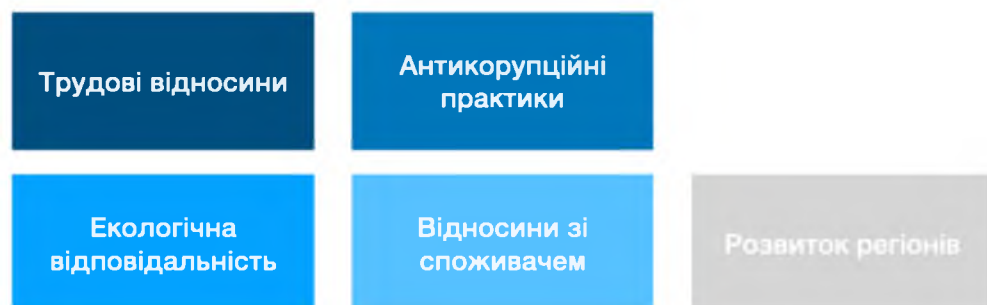 Трудові відносини
Антикорупційні
практики
Екологічна
відповідальність
Відносини зі
споживачем
Розвиток регіонів